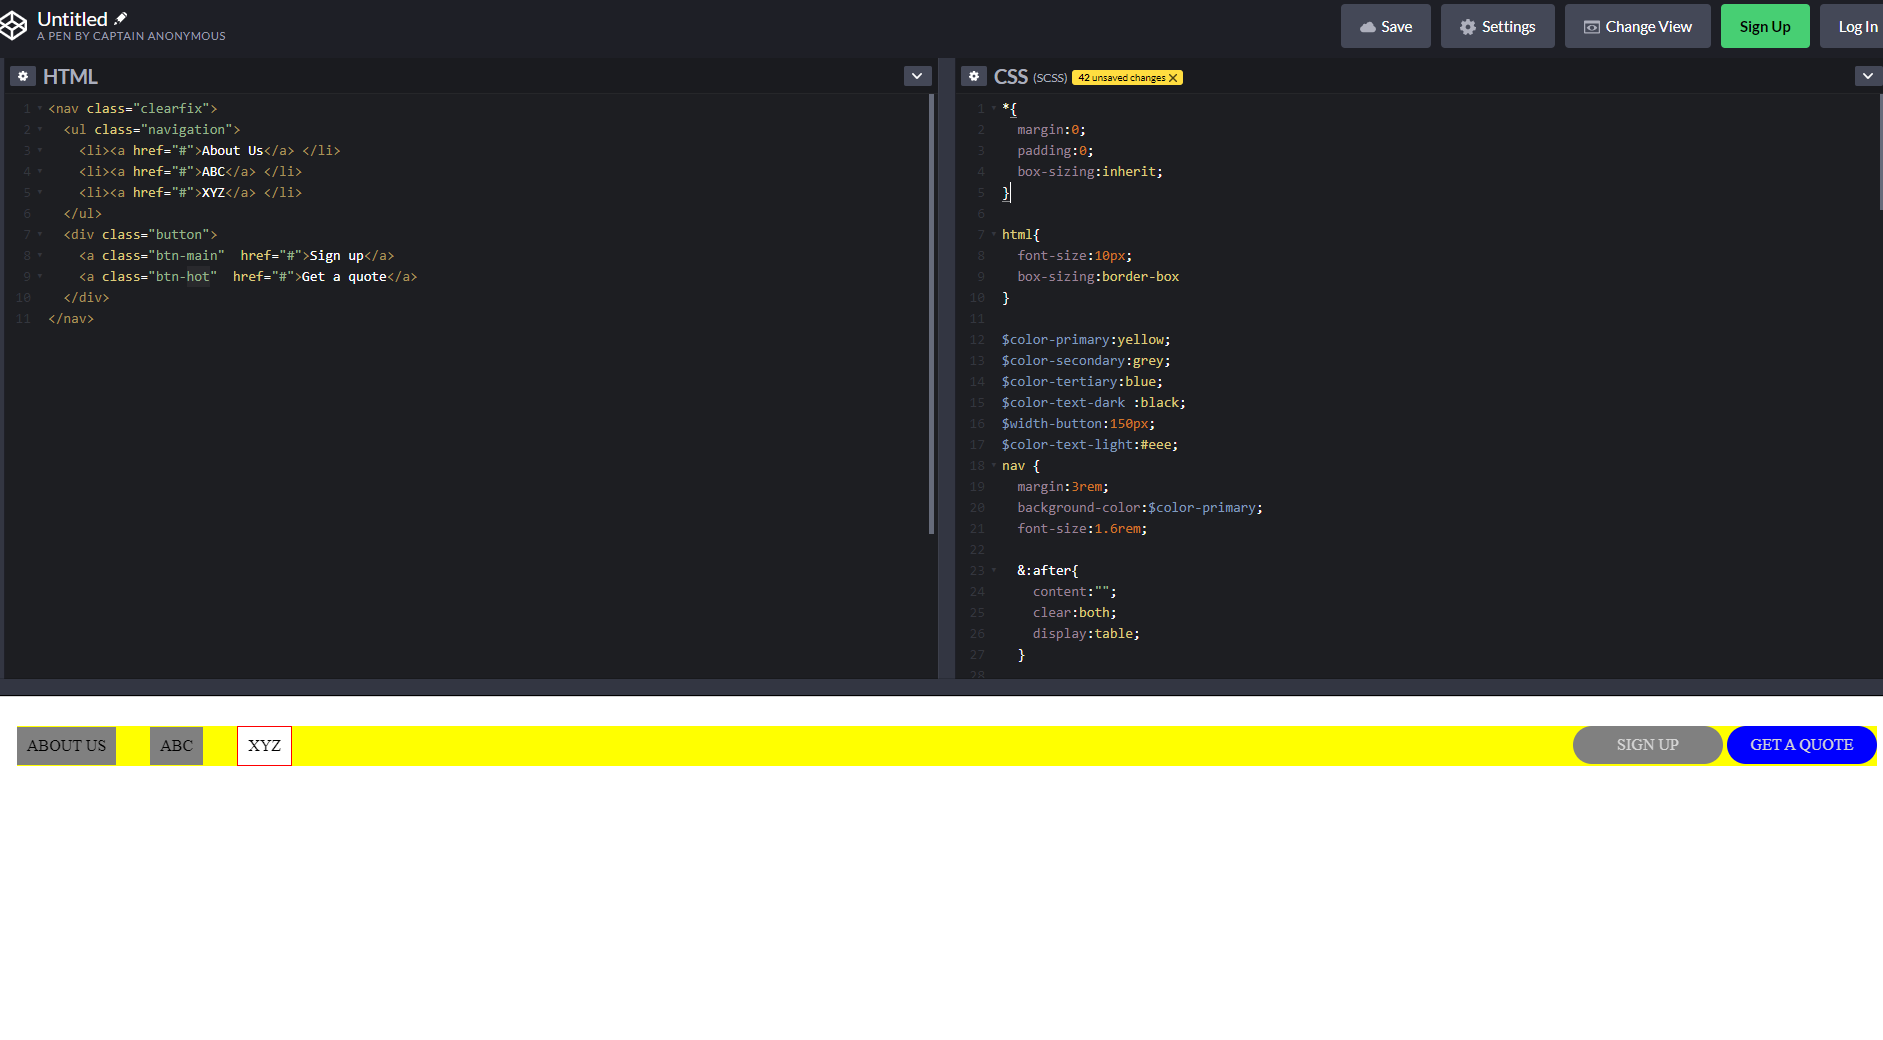 Untitled
A PEN BY CAPTAIN ANONYMOUS
Save
Settings
Change View
Sign Up
Log In
HTML
1 <nav class="clearfix">
2 <ul class="navigation">
3 <li><a href="#">About Us</a> </li>
4 <li><a href="#">ABC</a> </li>
5 <li><a href="#">XYZ</a> </li>
6 </ul>
7 <div class="button">
8 <a class="btn-main"  href="#">Sign up</a>
9 <a class="btn-hot"  href="#">Get a quote</a>
10 </div>
11 </nav>
CSS (SCSS) 42 unsaved changes X
1 *{
2 margin:0;
3 padding:0;
4 box-sizing:inherit;
5 }
6
7 html{
8 font-size:10px;
9 box-sizing:border-box
10 }
11
12 $color-primary:yellow;
13 $color-secondary:grey;
14 $color-tertiary:blue;
15 $color-text-dark :black;
16 $width-button:150px;
17 $color-text-light:#eee;
18 nav {
19 margin:3rem;
20 background-color:$color-primary;
21 font-size:1.6rem;
22
23 &:after{
24 content:"";
25 clear:both;
26 display:table;
27 }
28
ABOUT US
ABC
XYZ
SIGN UP
GET A QUOTE